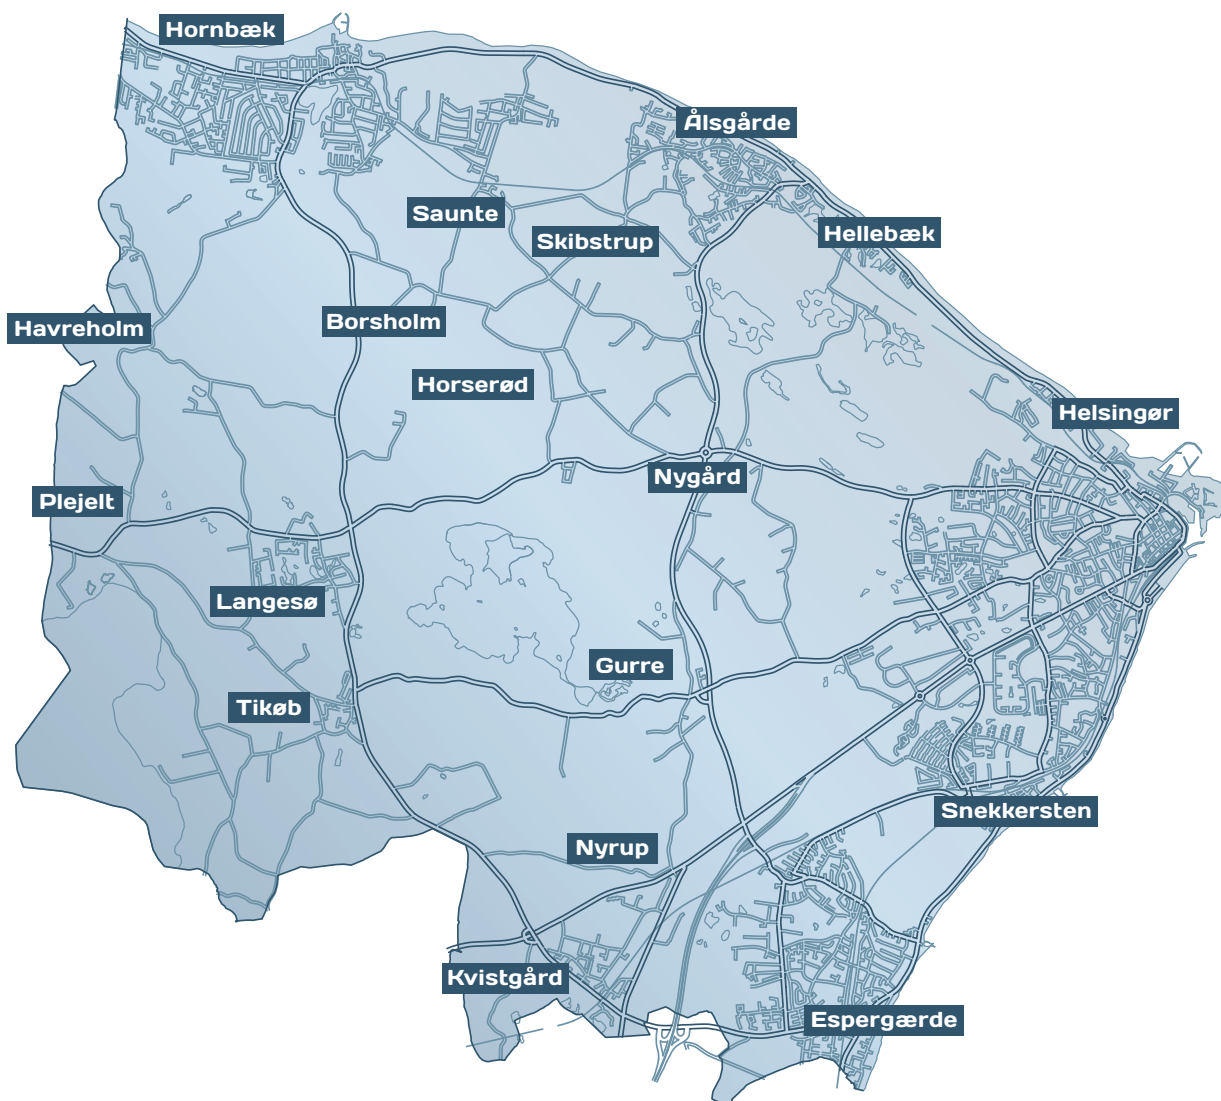 Hornbæk
Ålsgårde
Saunte
Skibstrup
Hellebæk
Havreholm
Borsholm
Horserød
Helsingør
Nygård
Plejelt
Langesø
Gurre
Tikøb
Snekkersten
Nyrup
Kvistgård
Espergærde